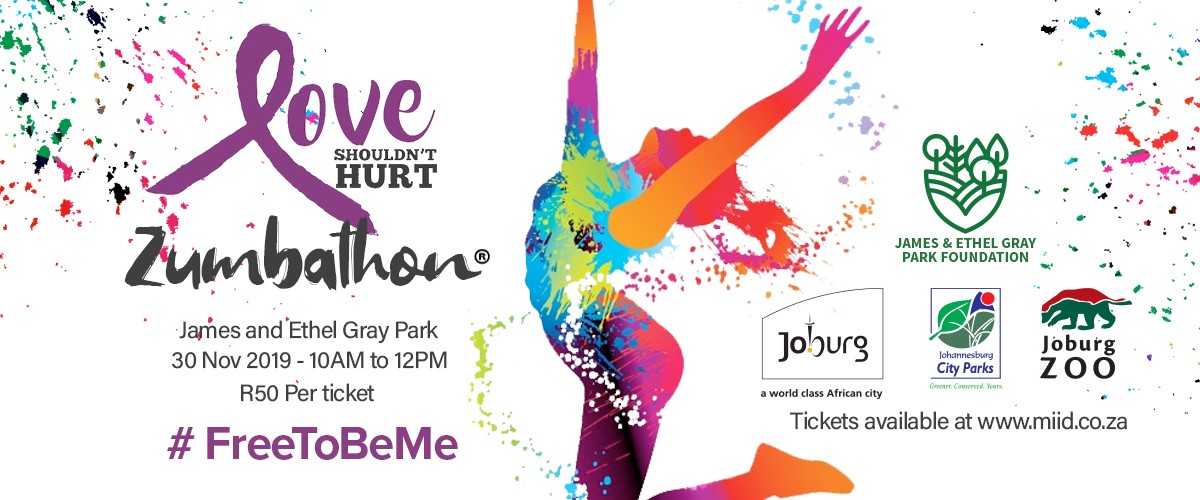 love
SHOULDN'T
HURT
Zumbathon®
James and Ethel Gray Park
30 Nov 2019 - 10AM to 12PM
R50 Per ticket
# FreeToBeMe
JAMES & ETHEL GRAY
PARK FOUNDATION
Joburg
a world class African city
Johannesburg
City Parks
Greener. Conserved. Yours.
Joburg
ZOO
Tickets available at www.miid.co.za